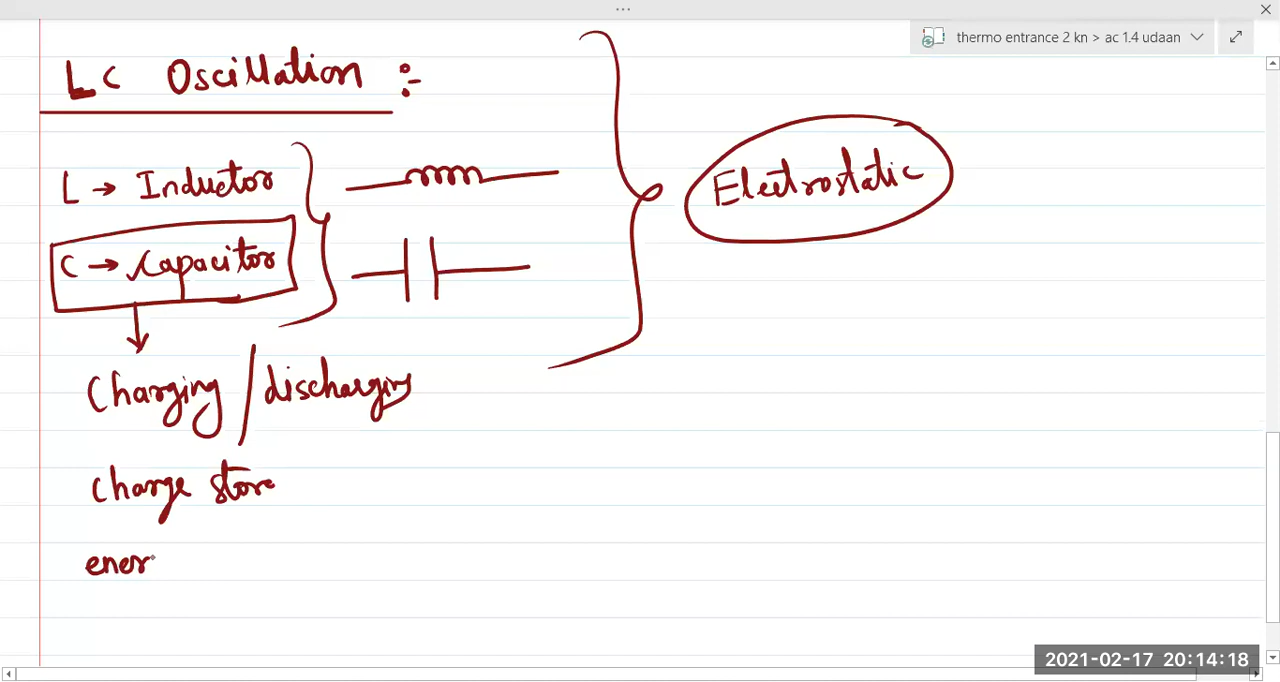 thermo entrance 2 kn > ac 1.4 udaan
LC Oscillation :-
L → Inductor
Electrostatic
C → Capacitor
Charging / discharging
Charge store
ener
2021-02-17 20:14:18